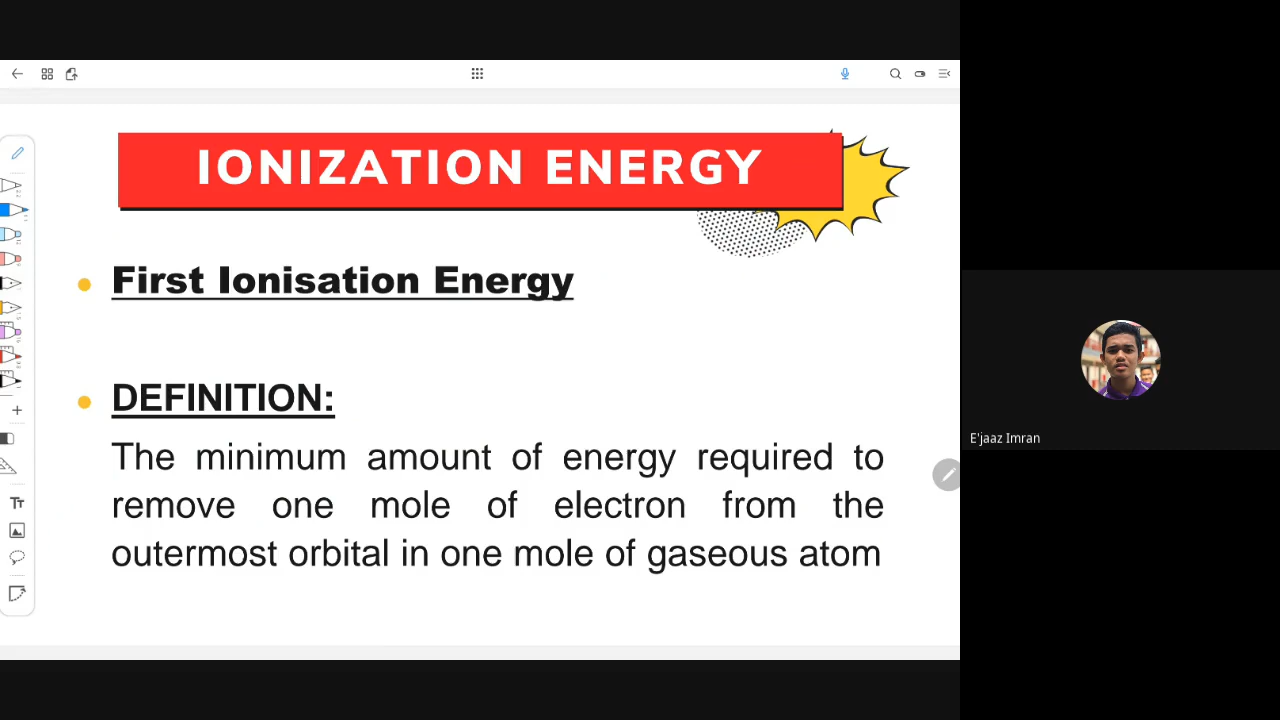 IONIZATION ENERGY
First Ionisation Energy
DEFINITION:
The minimum amount of energy required to
remove one mole of electron from the
outermost orbital in one mole of gaseous atom
Tт
E'jaaz Imran